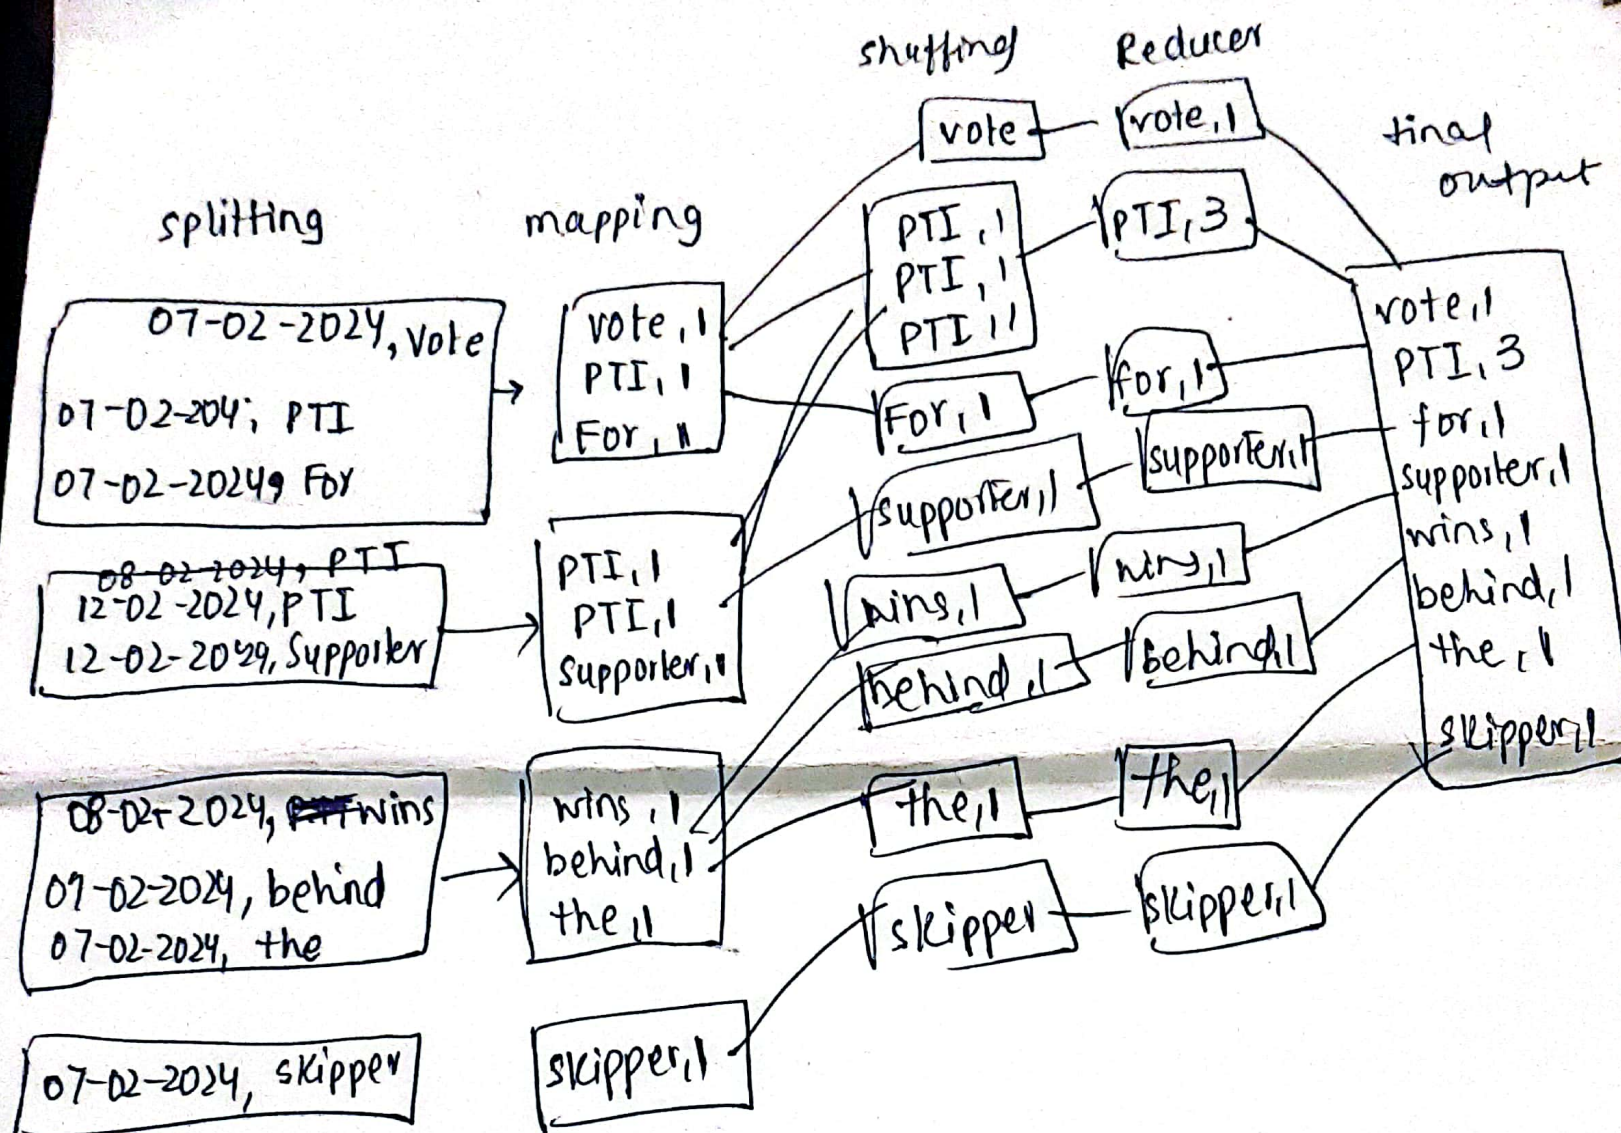 splitting
07-02-2024, vote
07-02-204; PTI
07-02-2024, For
08-02-2024, PTI
12-02-2024, PTI
12-02-2029, Supporter
08-02-2024, wins
07-02-2024, behind
07-02-2024, the
07-02-2024, skipper
mapping
vote, 1
PTI, 1
For, 1
PTI, 1
PTI, 1
supporter, 1
wins, 1
behind, 1
the, 1
skipper, 1
shuffing
vote
PTI, 1
PTI, 1
PTI, 1
For, 1
supporter, 1
wins, 1
behind, 1
the, 1
skipper
Reducer
vote, 1
PTI, 3
for, 1
supporter, 1
wins, 1
behind, 1
the, 1
skipper, 1
final
output
vote, 1
PTI, 3
for, 1
supporter, 1
wins, 1
behind, 1
the, 1
skipper, 1